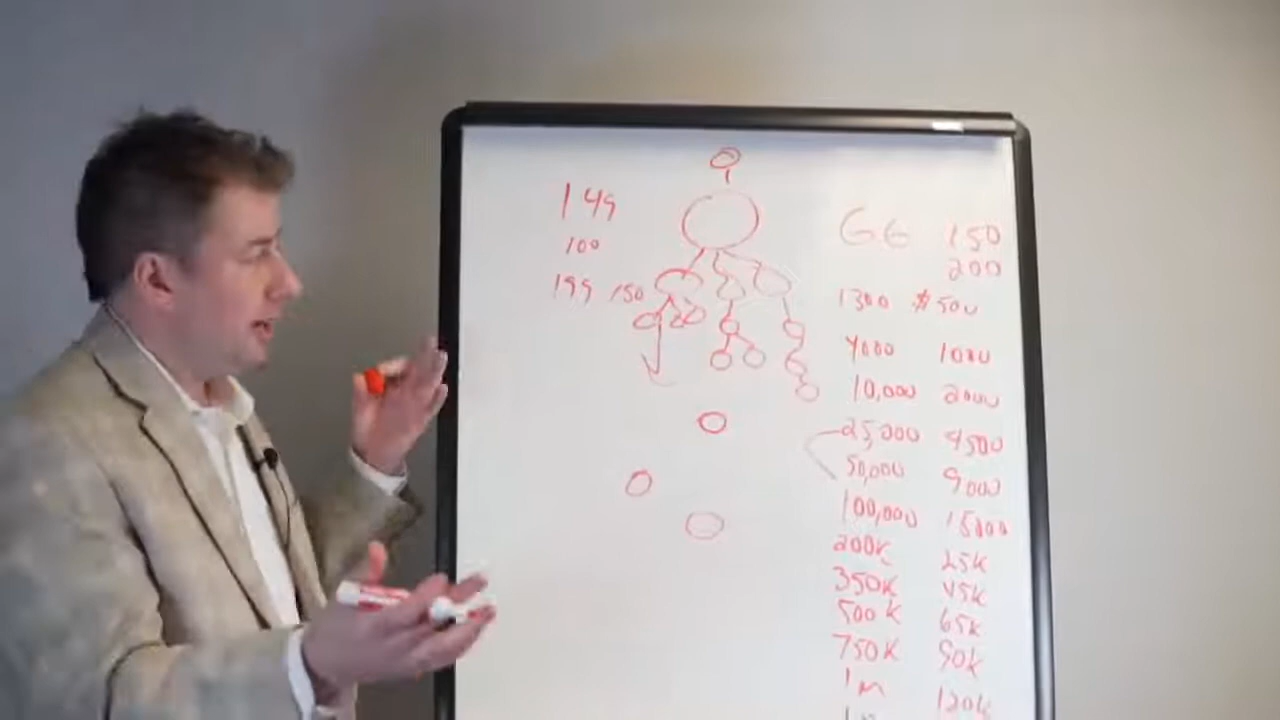 149
100
199 150
GE 150
200
1300 $500
4000 1000
10,000 2000
25,000 4500
50,000 9000
100,000 15000
200K 25K
350K 45K
500K 65K
750K 90K
1M 120K